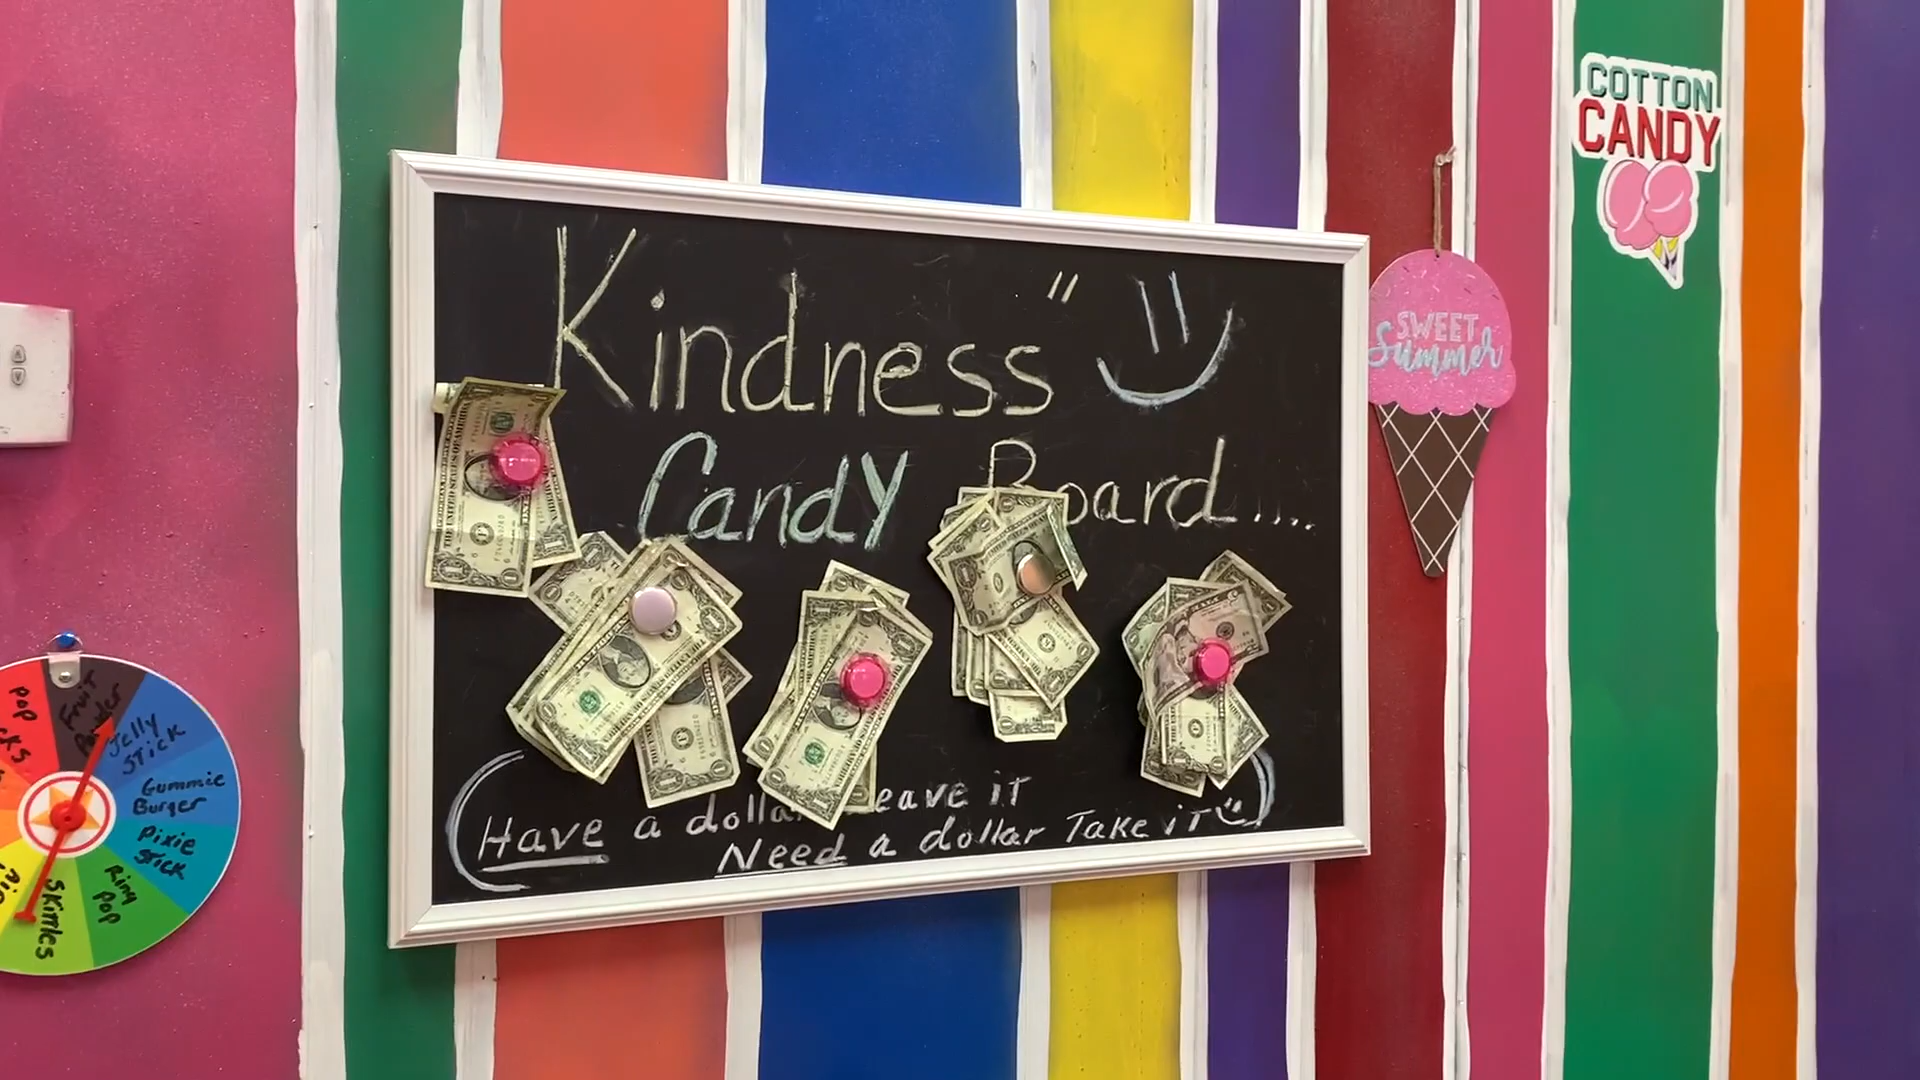 Kindness"
Candy Board....
Have a dollar leave it
Need a dollar Take it
COTTON
CANDY
SWEET
Summer
Jelly
Stick
Gummie
Burger
Pixie
Stick
Ring
Pop
Skittles
Fruit
POP